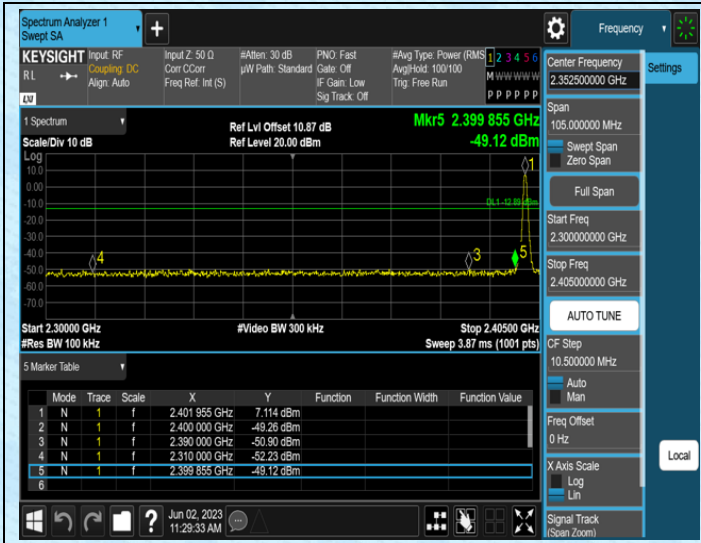 Spectrum Analyzer 1
Swept SA
Frequency
KEYSIGHT
RL
LXI
Input: RF
Coupling: DC
Align: Auto
Input Z: 50 Ω
Corr CCorr
Freq Ref: Int (S)
#Atten: 30 dB
µW Path: Standard
PNO: Fast
Gate: Off
IF Gain: Low
Sig Track: Off
#Avg Type: Power (RMS)
Avg|Hold: 100/100
Trig: Free Run
1 2 3 4 5 6
M W W W W W
P P P P P P
1 Spectrum
Scale/Div 10 dB
Ref Lvl Offset 10.87 dB
Ref Level 20.00 dBm
Mkr5 2.399 855 GHz
-49.12 dBm
Log
10.0
0.00
-10.0
-20.0
-30.0
-40.0
-50.0
-60.0
-70.0
DL1 -12.89 dBm
1
4
3
5
Start 2.30000 GHz
#Res BW 100 kHz
#Video BW 300 kHz
Stop 2.40500 GHz
Sweep 3.87 ms (1001 pts)
5 Marker Table
Mode Trace Scale X Y Function Function Width Function Value
1 N 1 f 2.401 955 GHz 7.114 dBm
2 N 1 f 2.400 000 GHz -49.26 dBm
3 N 1 f 2.390 000 GHz -50.90 dBm
4 N 1 f 2.310 000 GHz -52.23 dBm
5 N 1 f 2.399 855 GHz -49.12 dBm
6
?
Jun 02, 2023
11:29:33 AM
Center Frequency
2.352500000 GHz
Settings
Span
105.000000 MHz
Swept Span
Zero Span
Full Span
Start Freq
2.300000000 GHz
Stop Freq
2.405000000 GHz
AUTO TUNE
CF Step
10.500000 MHz
Auto
Man
Freq Offset
0 Hz
Local
X Axis Scale
Log
Lin
Signal Track
(Span Zoom)